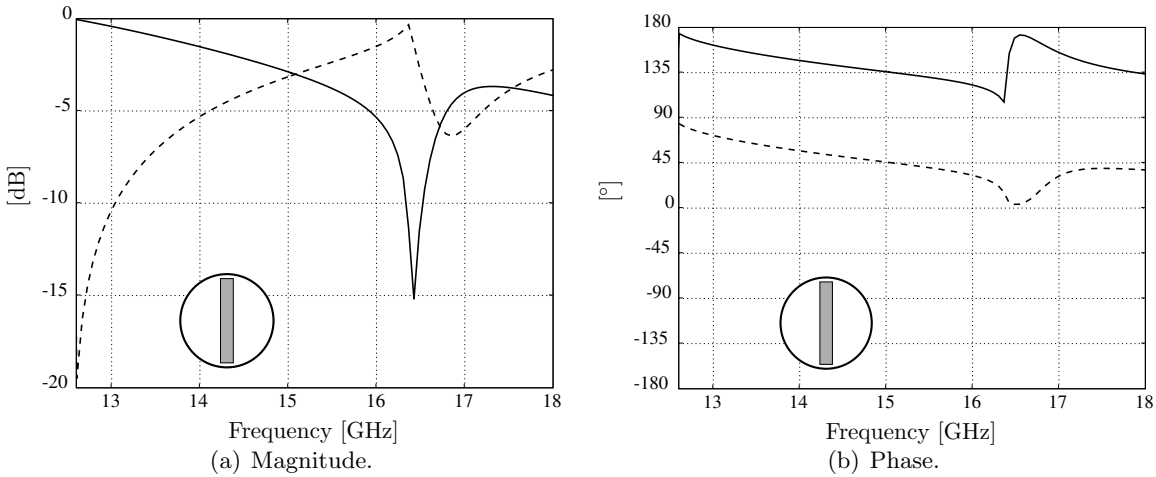 0
-5
-10
-15
-20
[dB]
13 14 15 16 17 18
Frequency [GHz]
(a) Magnitude.
180
135
90
45
0
-45
-90
-135
-180
[°]
13 14 15 16 17 18
Frequency [GHz]
(b) Phase.